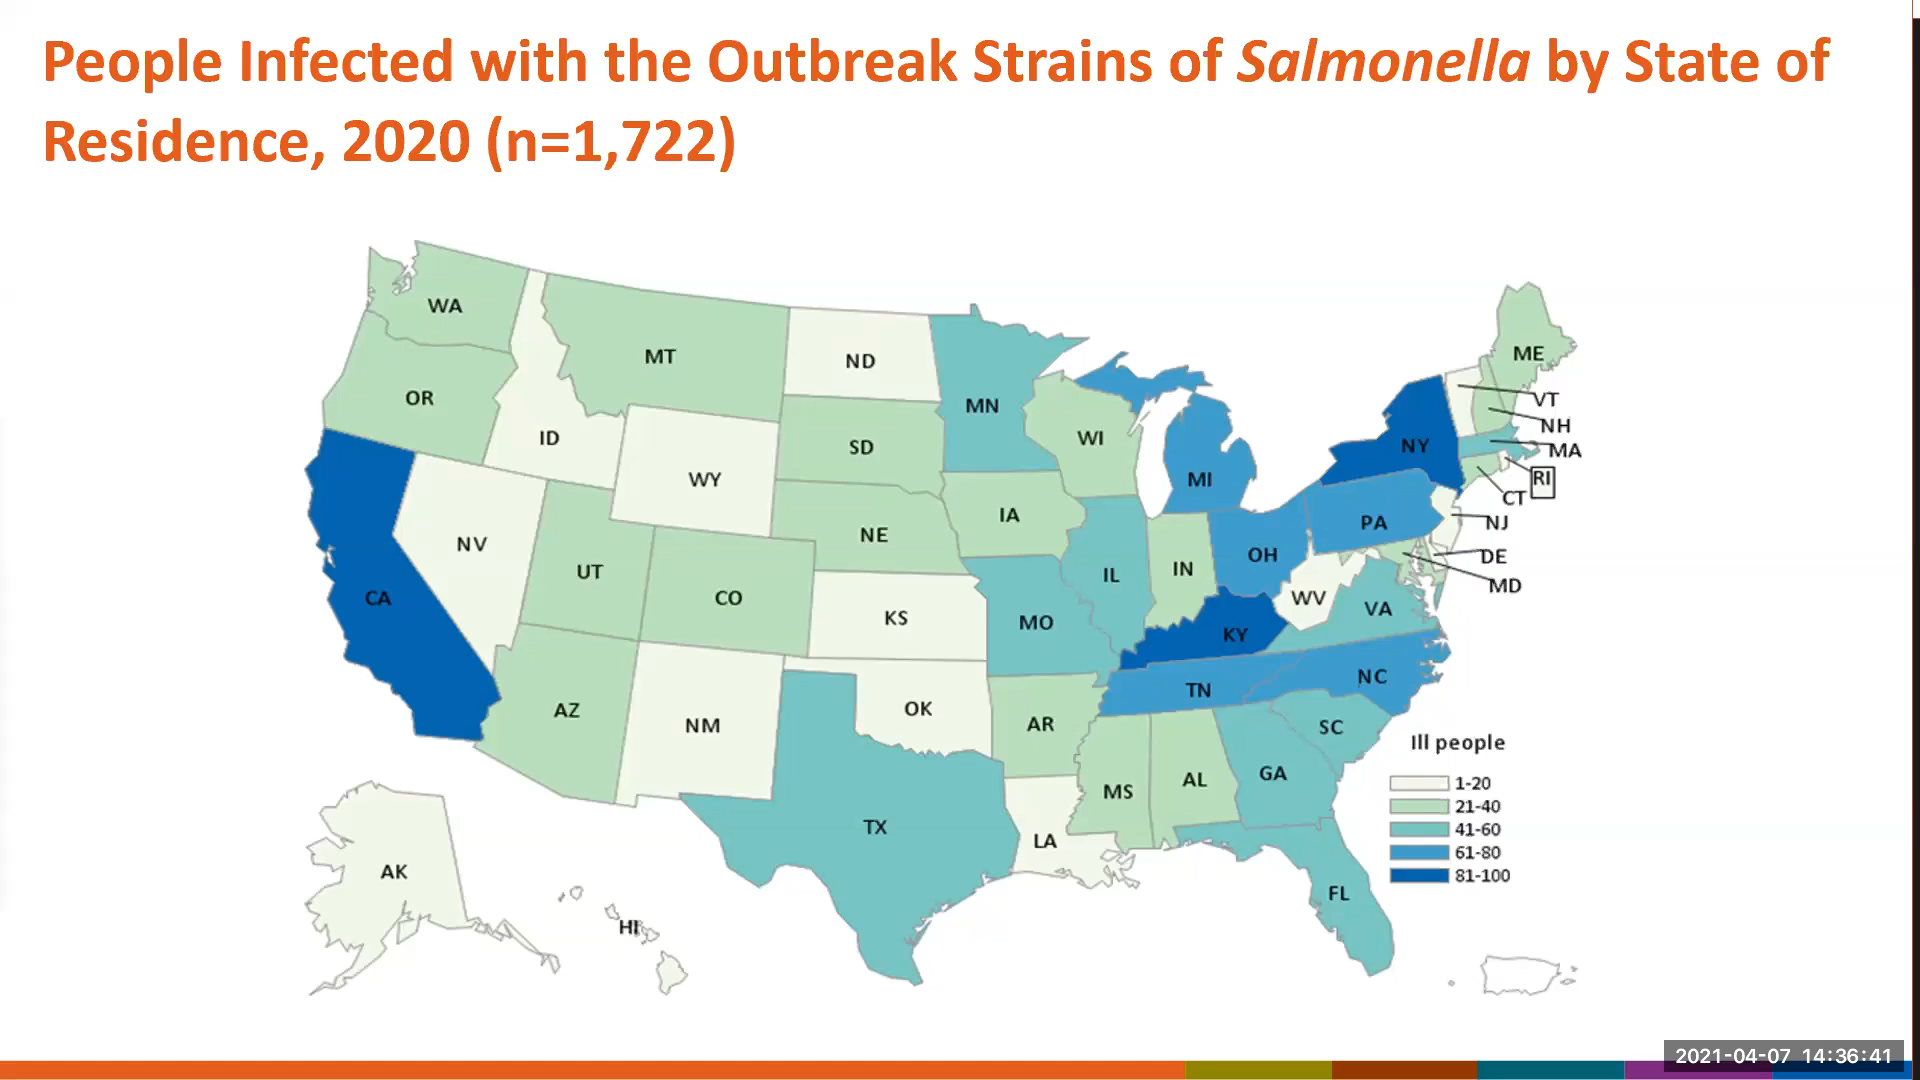 People Infected with the Outbreak Strains of Salmonella by State of
Residence, 2020 (n=1,722)
WA
MT
ND
ME
OR
MN
VT
ID
SD
WI
NY
NH
MA
WY
MI
RI
CT
NV
NE
IA
PA
NJ
UT
IL
IN
OH
DE
MD
CA
CO
KS
MO
WV
VA
KY
AZ
NM
OK
AR
TN
NC
SC
MS
AL
GA
TX
LA
AK
HI
FL
Ill people
1-20
21-40
41-60
61-80
81-100
2021-04-07 14:36:41